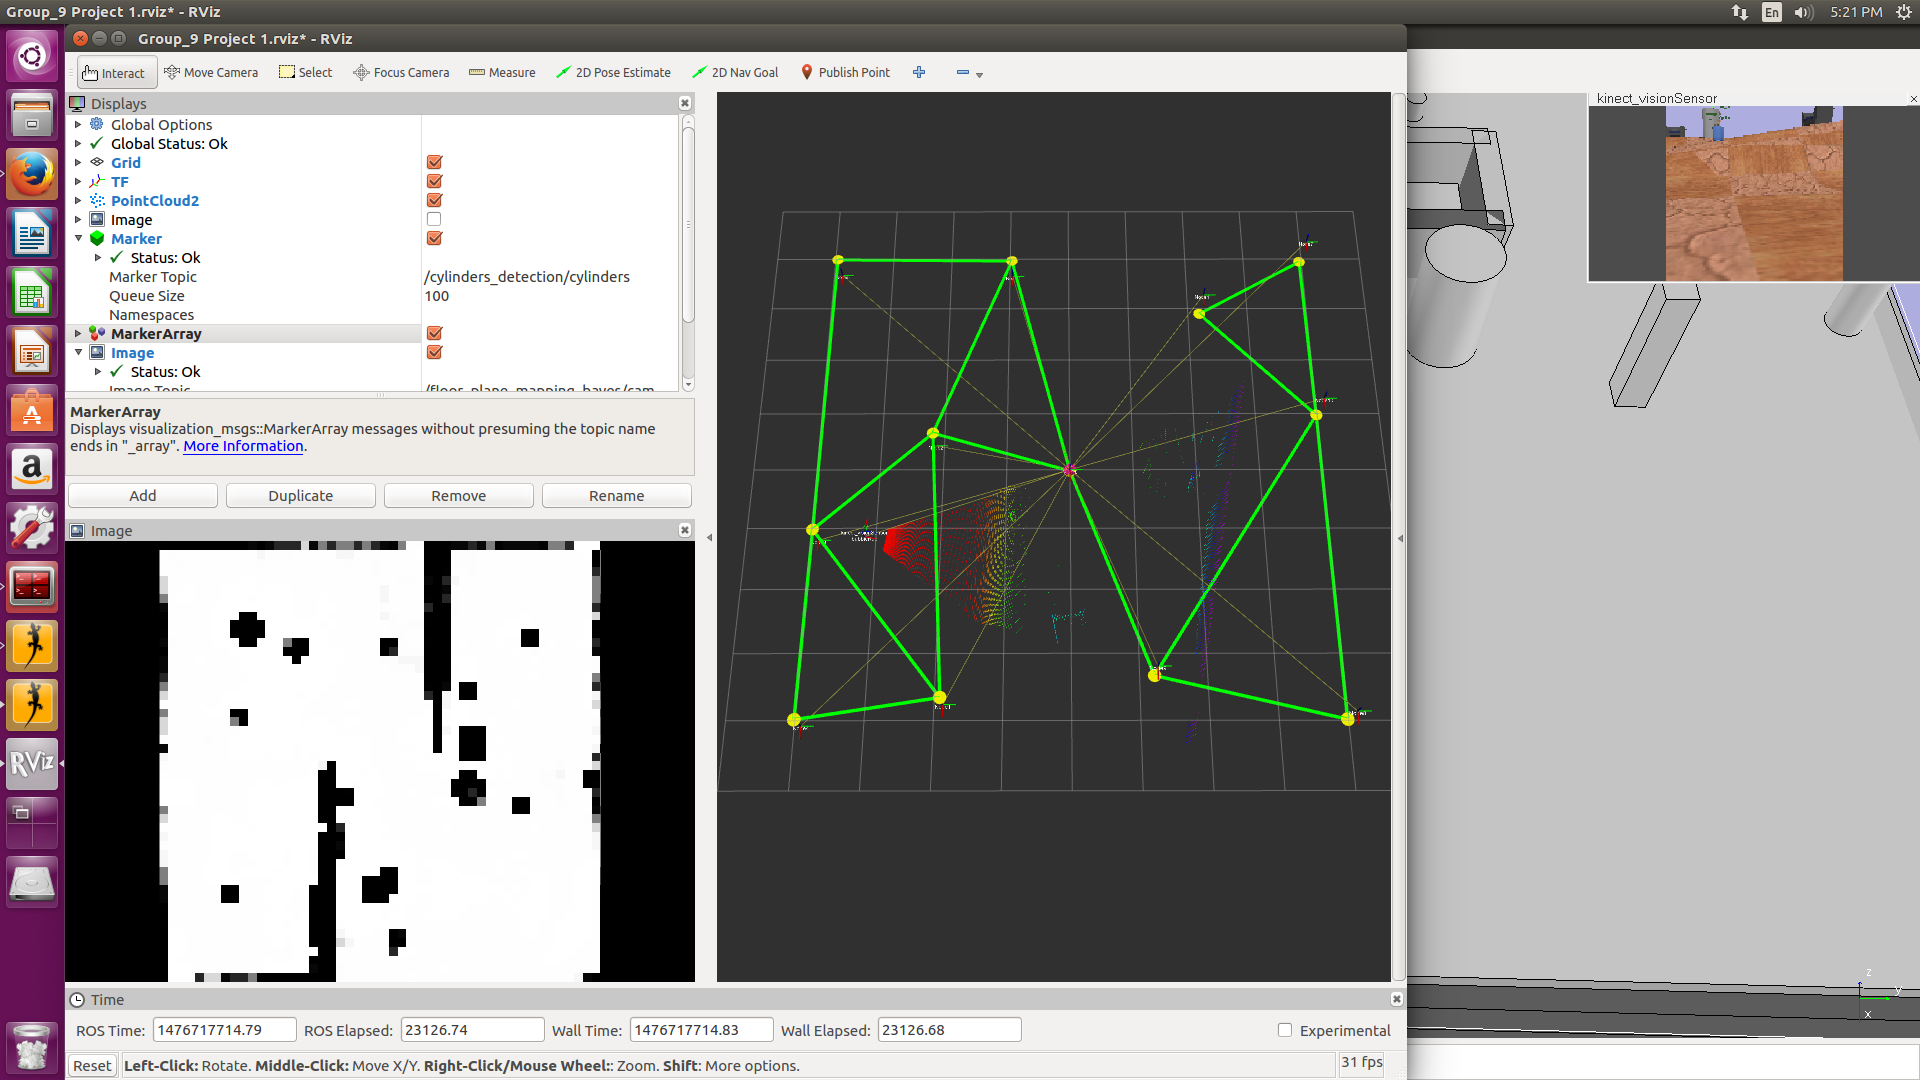 Group_9 Project 1.rviz* - RViz
En
5:21 PM
Group_9 Project 1.rviz* - RViz
Interact
Move Camera
Select
Focus Camera
Measure
2D Pose Estimate
2D Nav Goal
Publish Point
Displays
Global Options
Global Status: Ok
Grid
TF
PointCloud2
Image
Marker
Status: Ok
Marker Topic
/cylinders_detection/cylinders
Queue Size
100
Namespaces
MarkerArray
Image
Status: Ok
Image Topic
/floor_plane_mapping_bayes/cam
MarkerArray
Displays visualization_msgs::MarkerArray messages without presuming the topic name
ends in "_array". More Information.
Add
Duplicate
Remove
Rename
Image
kinect_visionSensor
kinect_visionSensor
z
y
x
RViz
Time
ROS Time:
1476717714.79
ROS Elapsed:
23126.74
Wall Time:
1476717714.83
Wall Elapsed:
23126.68
Experimental
Reset
Left-Click: Rotate. Middle-Click: Move X/Y. Right-Click/Mouse Wheel:: Zoom. Shift: More options.
31 fps